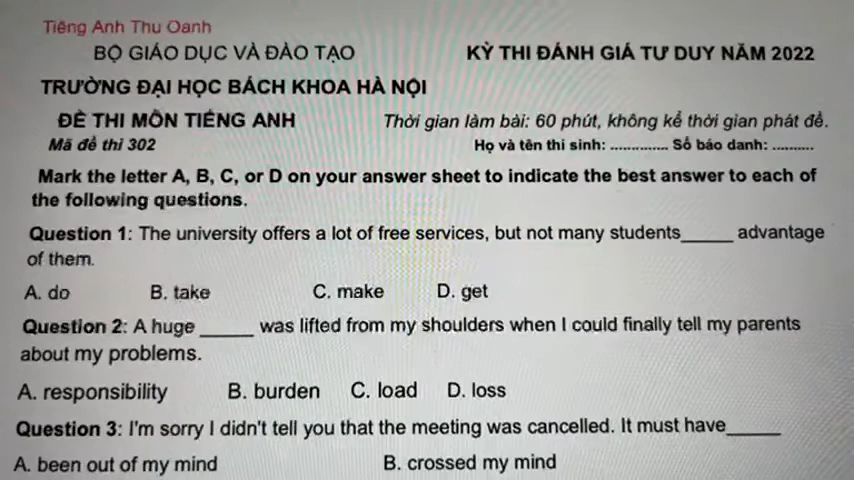 Tiếng Anh Thu Oanh
BỘ GIÁO DỤC VÀ ĐÀO TẠO KỲ THI ĐÁNH GIÁ TƯ DUY NĂM 2022
TRƯỜNG ĐẠI HỌC BÁCH KHOA HÀ NỘI
ĐỀ THI MÔN TIẾNG ANH Thời gian làm bài: 60 phút, không kể thời gian phát đề.
Mã đề thi 302 Họ và tên thí sinh: .............. Số báo danh: ..........
Mark the letter A, B, C, or D on your answer sheet to indicate the best answer to each of
the following questions.
Question 1: The university offers a lot of free services, but not many students_____ advantage
of them.
A. do B. take C. make D. get
Question 2: A huge _____ was lifted from my shoulders when I could finally tell my parents
about my problems.
A. responsibility B. burden C. load D. loss
Question 3: I'm sorry I didn't tell you that the meeting was cancelled. It must have_____
A. been out of my mind B. crossed my mind